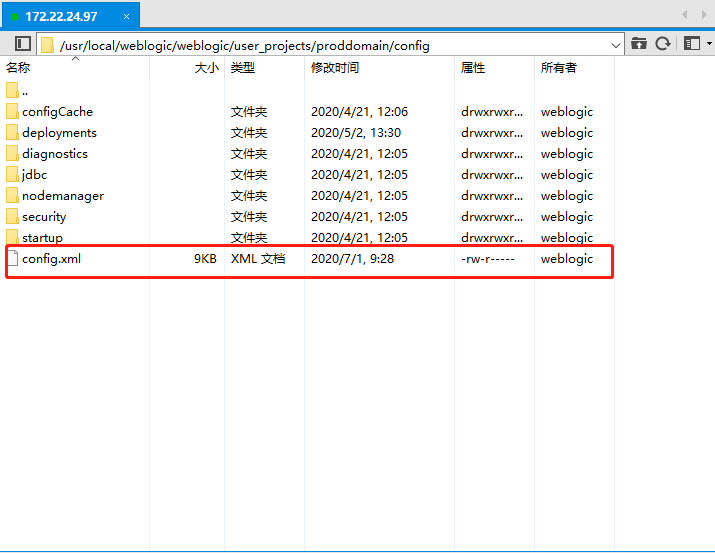 172.22.24.97 ×
/usr/local/weblogic/weblogic/user_projects/proddomain/config
名称 大小 类型 修改时间 属性 所有者
..
configCache 文件夹 2020/4/21, 12:06 drwxrwxr... weblogic
deployments 文件夹 2020/5/2, 13:30 drwxrwxr... weblogic
diagnostics 文件夹 2020/4/21, 12:05 drwxrwxr... weblogic
jdbc 文件夹 2020/4/21, 12:05 drwxrwxr... weblogic
nodemanager 文件夹 2020/4/21, 12:05 drwxrwxr... weblogic
security 文件夹 2020/4/21, 12:05 drwxrwxr... weblogic
startup 文件夹 2020/4/21, 12:05 drwxrwxr... weblogic
config.xml 9KB XML 文档 2020/7/1, 9:28 -rw-r----- weblogic